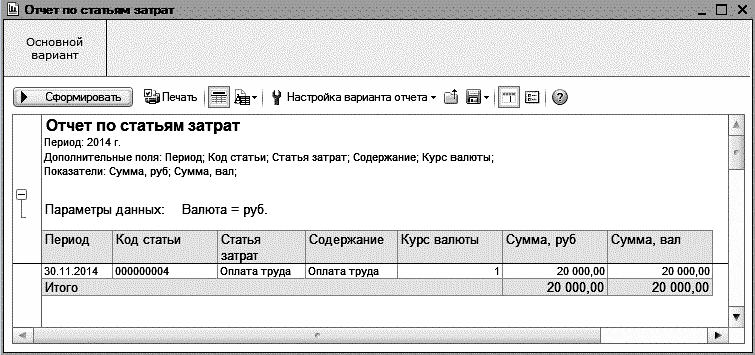 Отчет по статьям затрат
Основной
вариант
Сформировать Печать Настройка варианта отчета
Отчет по статьям затрат
Период: 2014 г.
Дополнительные поля: Период; Код статьи; Статья затрат; Содержание; Курс валюты;
Показатели: Сумма, руб; Сумма, вал;
Параметры данных: Валюта = руб.
Период Код статьи Статья Содержание Курс валюты Сумма, руб Сумма, вал
затрат
30.11.2014 000000004 Оплата труда Оплата труда 1 20 000,00 20 000,00
Итого 20 000,00 20 000,00